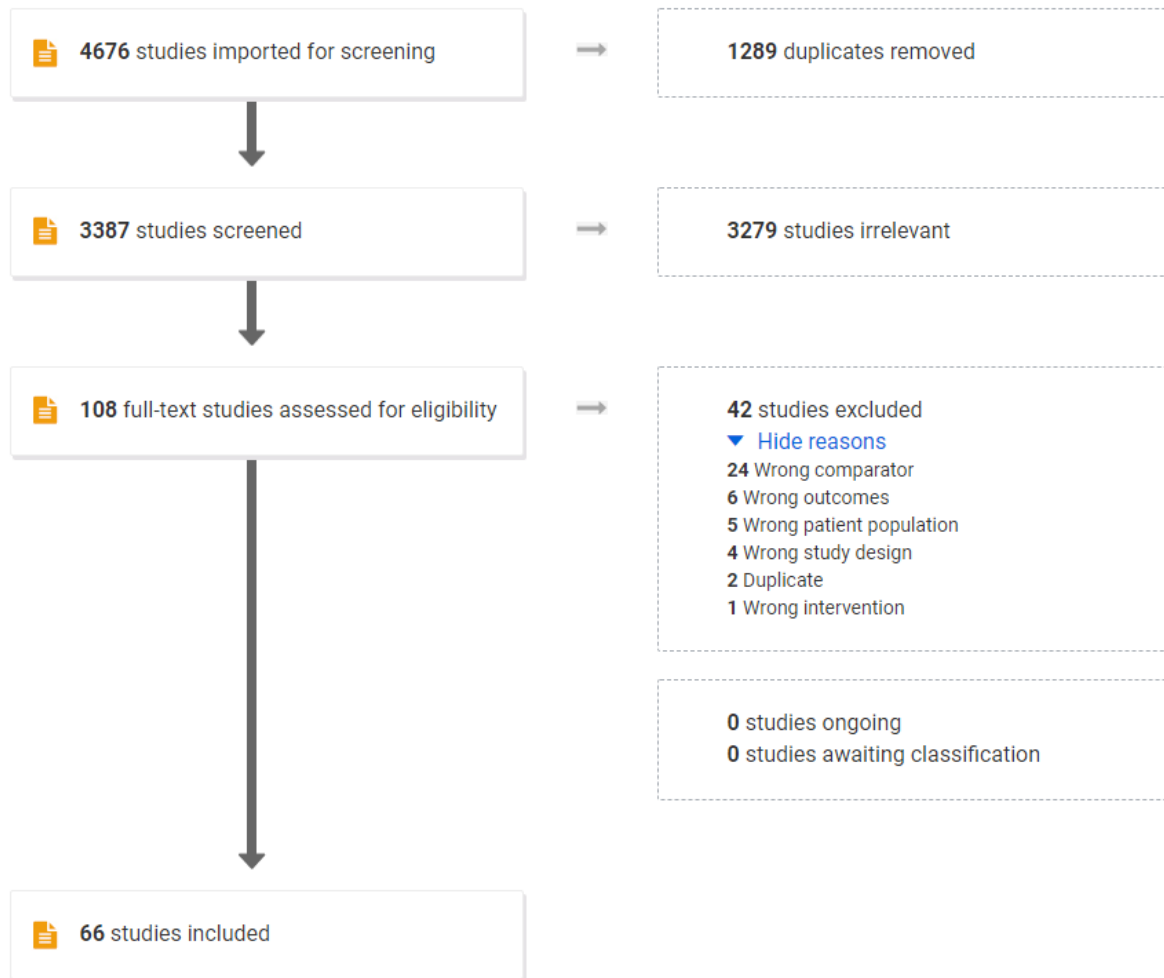 4676 studies imported for screening
1289 duplicates removed
3387 studies screened
3279 studies irrelevant
108 full-text studies assessed for eligibility
42 studies excluded
Hide reasons
24 Wrong comparator
6 Wrong outcomes
5 Wrong patient population
4 Wrong study design
2 Duplicate
1 Wrong intervention
0 studies ongoing
0 studies awaiting classification
66 studies included